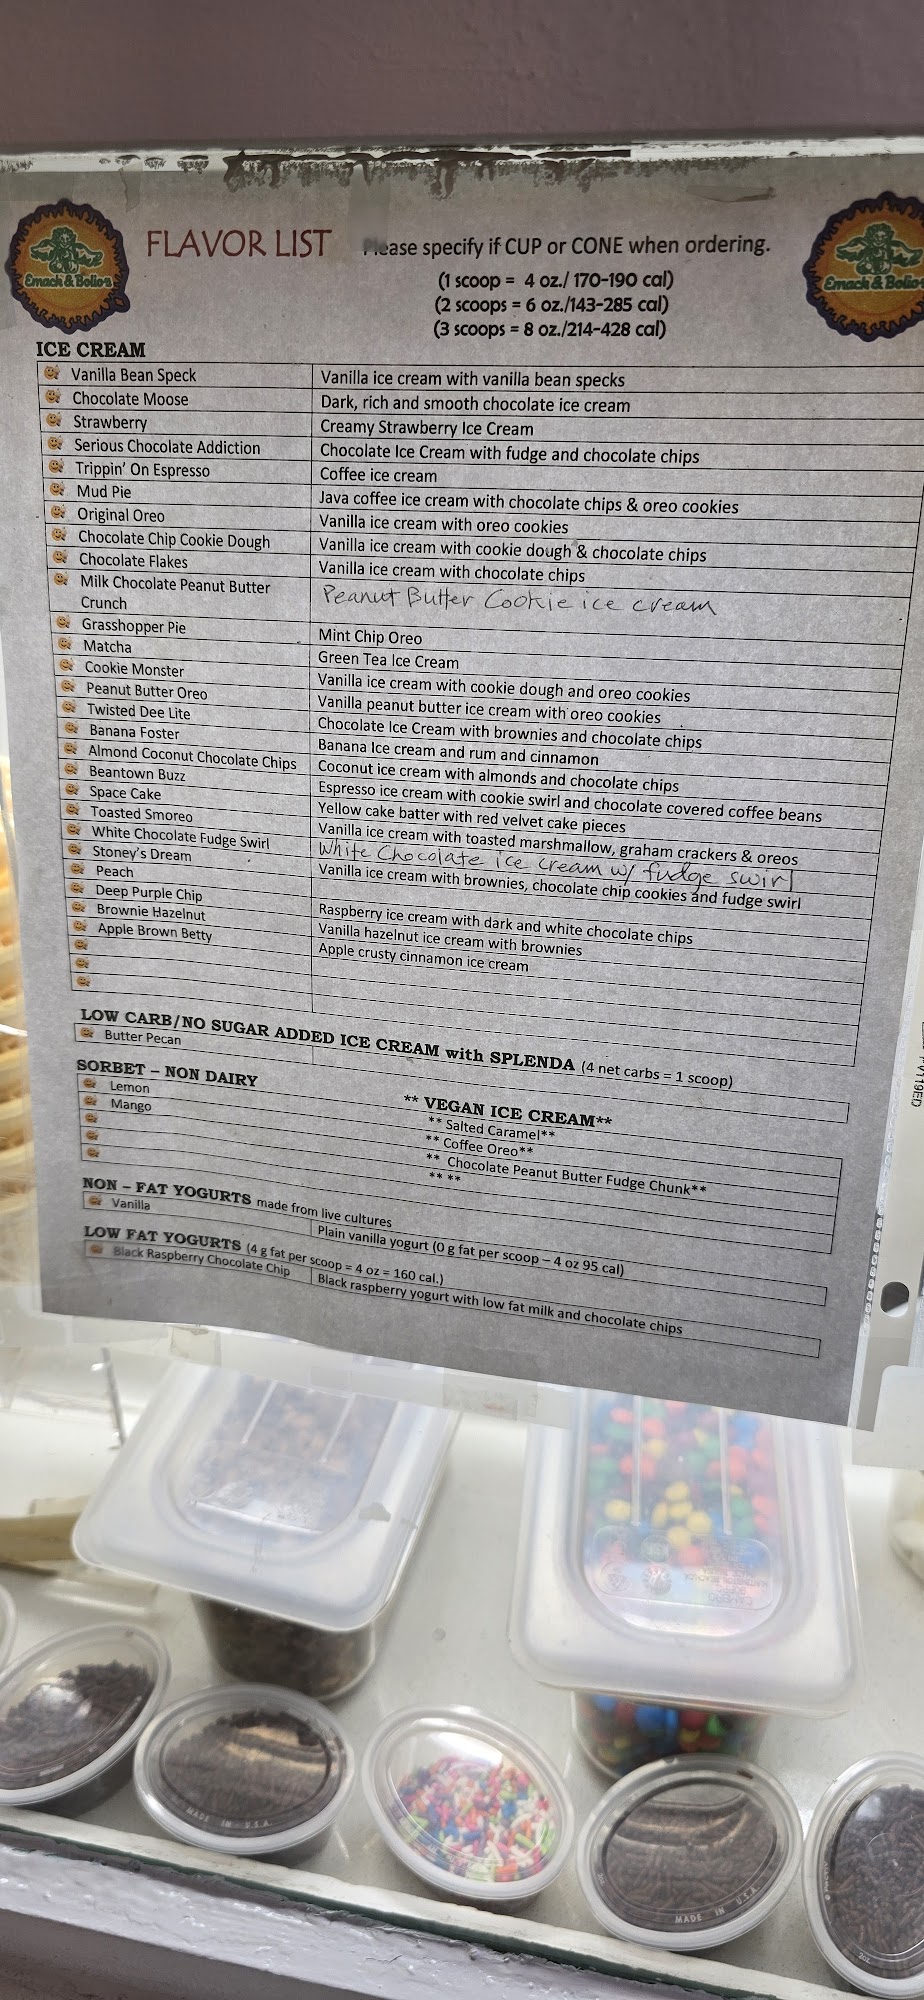 FLAVOR LIST Please specify if CUP or CONE when ordering.
Emack & Bolio's
Emack & Bolio's
(1 scoop = 4 oz./ 170-190 cal)
(2 scoops = 6 oz./143-285 cal)
(3 scoops = 8 oz./214-428 cal)
ICE CREAM
Vanilla Bean Speck Vanilla ice cream with vanilla bean specks
Chocolate Moose Dark, rich and smooth chocolate ice cream
Strawberry Creamy Strawberry Ice Cream
Serious Chocolate Addiction Chocolate Ice Cream with fudge and chocolate chips
Trippin' On Espresso Coffee ice cream
Mud Pie Java coffee ice cream with chocolate chips & oreo cookies
Original Oreo Vanilla ice cream with oreo cookies
Chocolate Chip Cookie Dough Vanilla ice cream with cookie dough & chocolate chips
Chocolate Flakes Vanilla ice cream with chocolate chips
Milk Chocolate Peanut Butter Peanut Butter Cookie ice cream
Crunch
Grasshopper Pie Mint Chip Oreo
Matcha Green Tea Ice Cream
Cookie Monster Vanilla ice cream with cookie dough and oreo cookies
Peanut Butter Oreo Vanilla peanut butter ice cream with oreo cookies
Twisted Dee Lite Chocolate Ice Cream with brownies and chocolate chips
Banana Foster Banana Ice cream and rum and cinnamon
Almond Coconut Chocolate Chips Coconut ice cream with almonds and chocolate chips
Beantown Buzz Espresso ice cream with cookie swirl and chocolate covered coffee beans
Space Cake Yellow cake batter with red velvet cake pieces
Toasted Smoreo Vanilla ice cream with toasted marshmallow, graham crackers & oreos
White Chocolate Fudge Swirl White Chocolate ice cream w/ fudge swirl
Stoney's Dream Vanilla ice cream with brownies, chocolate chip cookies and fudge swirl
Peach
Deep Purple Chip Raspberry ice cream with dark and white chocolate chips
Brownie Hazelnut Vanilla hazelnut ice cream with brownies
Apple Brown Betty Apple crusty cinnamon ice cream
LOW CARB/NO SUGAR ADDED ICE CREAM with SPLENDA (4 net carbs = 1 scoop)
Butter Pecan
SORBET – NON DAIRY
Lemon
Mango
** VEGAN ICE CREAM**
** Salted Caramel**
** Coffee Oreo**
** Chocolate Peanut Butter Fudge Chunk**
** **
NON – FAT YOGURTS made from live cultures
Vanilla Plain vanilla yogurt (0 g fat per scoop – 4 oz 95 cal)
LOW FAT YOGURTS (4 g fat per scoop = 4 oz = 160 cal.)
Black Raspberry Chocolate Chip Black raspberry yogurt with low fat milk and chocolate chips
MADE IN U.S.A.
MADE IN U.S.A.